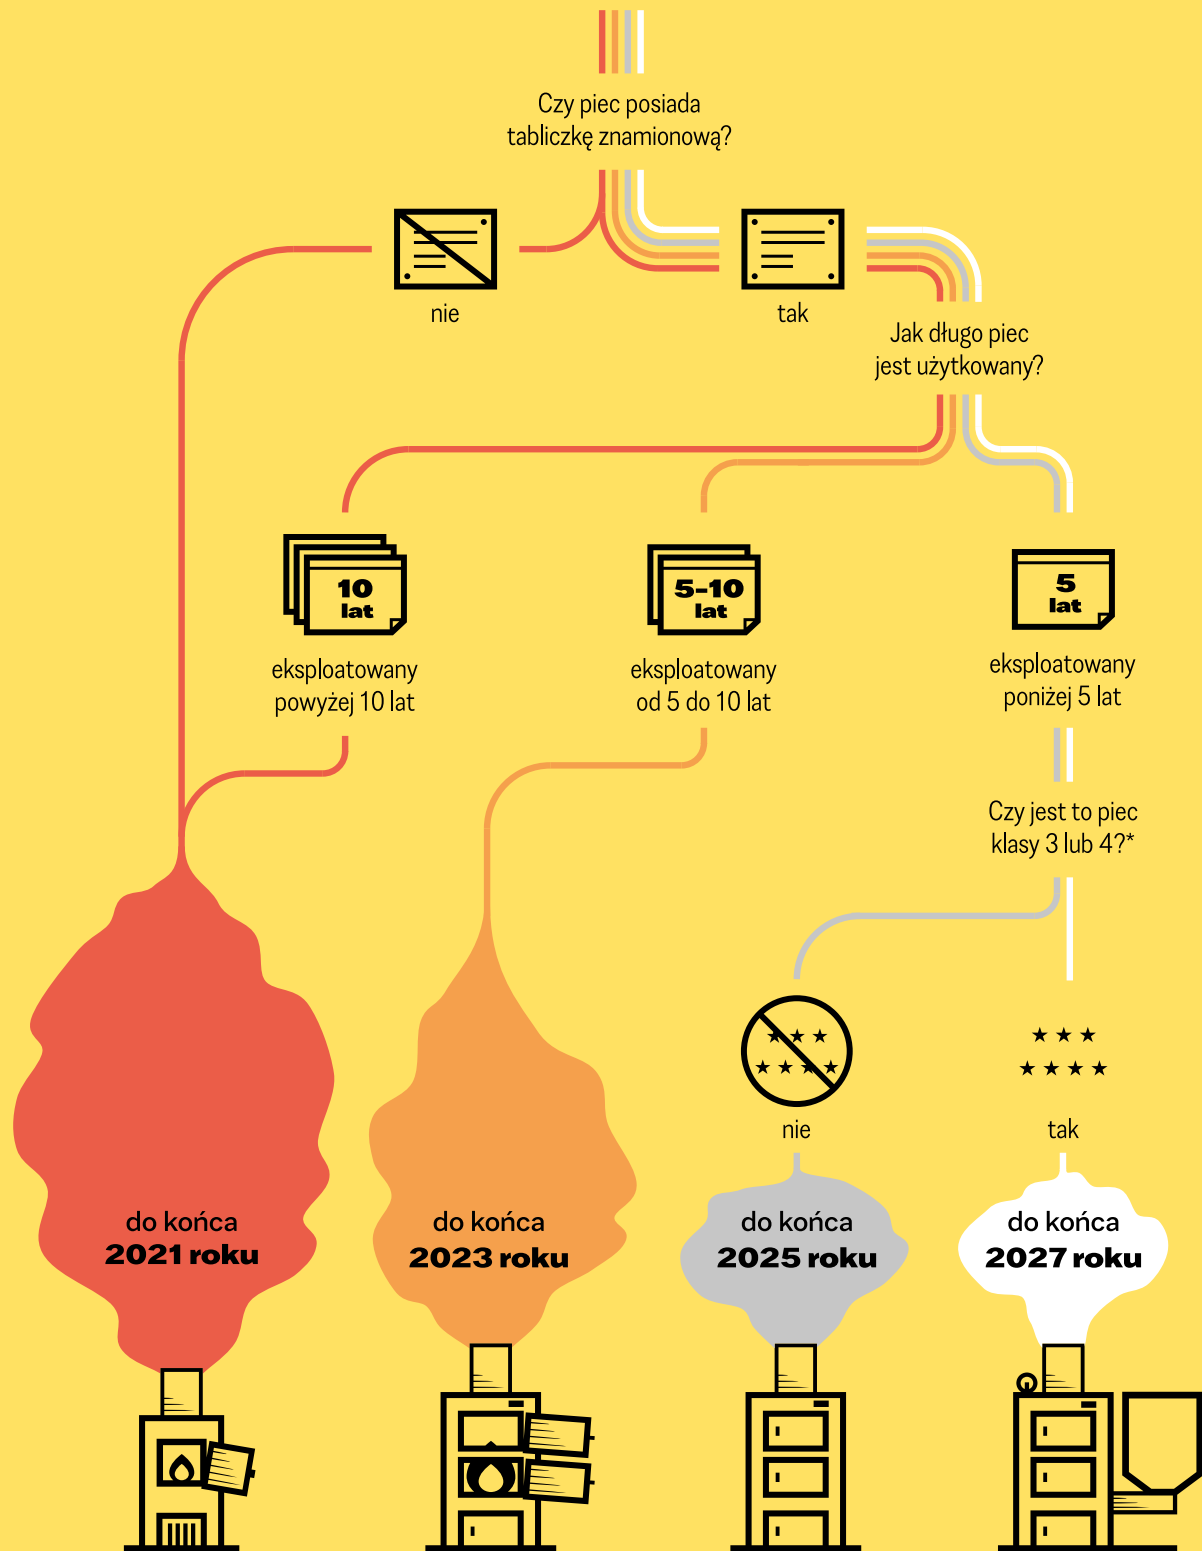 Czy piec posiada
tabliczkę znamionową?
nie
tak
Jak długo piec
jest użytkowany?
10
lat
eksploatowany
powyżej 10 lat
5-10
lat
eksploatowany
od 5 do 10 lat
5
lat
eksploatowany
poniżej 5 lat
Czy jest to piec
klasy 3 lub 4?*
nie
tak
do końca
2021 roku
do końca
2023 roku
do końca
2025 roku
do końca
2027 roku